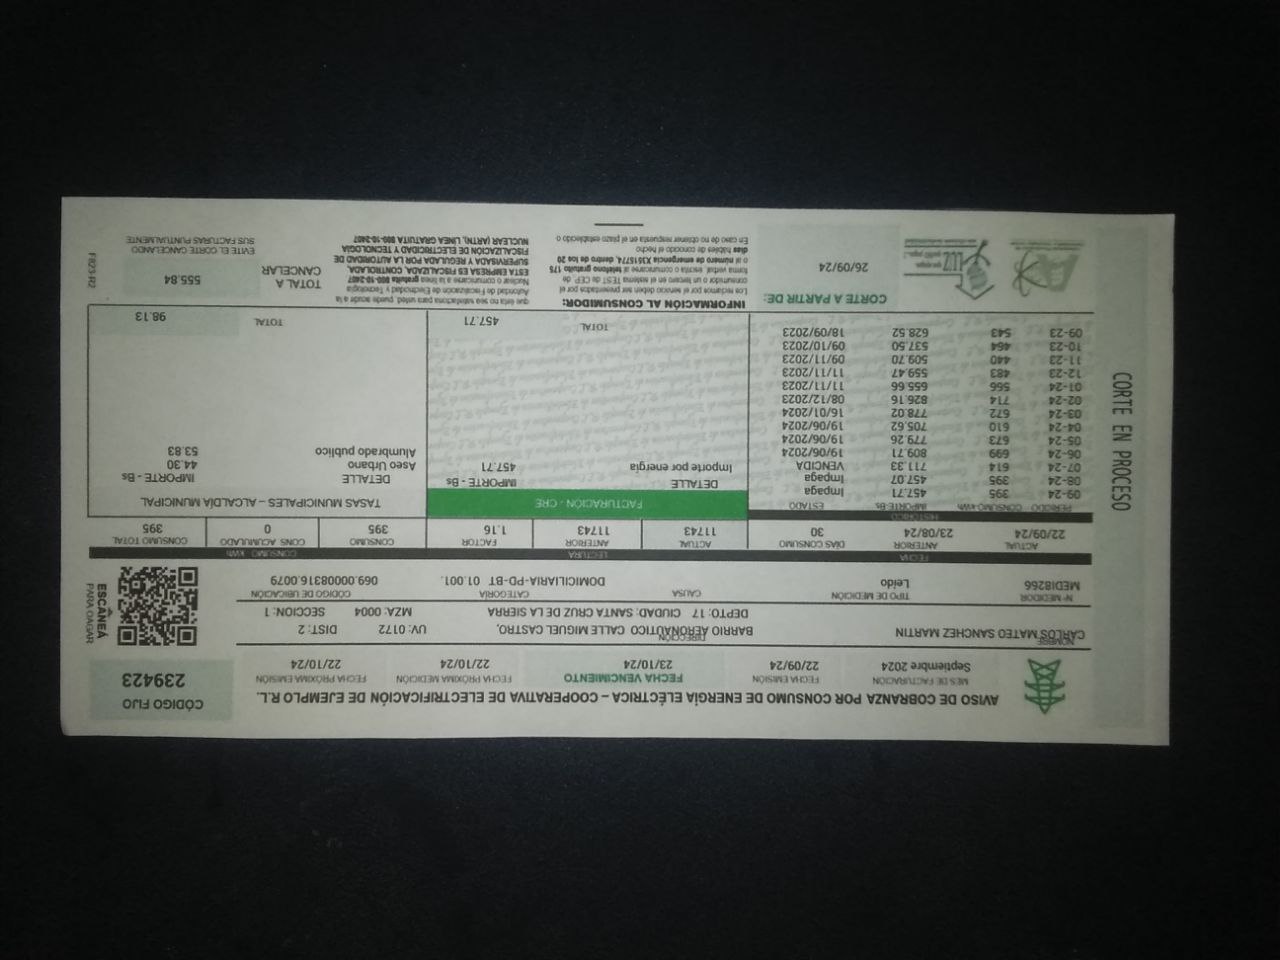 AVISO DE COBRANZA POR CONSUMO DE ENERGÍA ELÉCTRICA – COOPERATIVA DE ELECTRIFICACIÓN DE EJEMPLO R.L.
CÓDIGO FIJO
239423
MES DE FACTURACIÓN
Septiembre 2024
FECHA EMISIÓN
22/09/24
FECHA VENCIMIENTO
23/10/24
FECHA PRÓXIMA EMISIÓN
22/10/24
FECHA PRÓXIMA EMISIÓN
22/10/24
NOMBRE
CARLOS MATEO SANCHEZ MARTIN
DIRECCIÓN
BARRIO AERONÁUTICO CALLE MIGUEL CASTRO, UV: 0172 DIST: 2
DEPTO: 17 CIUDAD: SANTA CRUZ DE LA SIERRA MZA: 0004 SECCION: 1
ESCANEÁ
PARA PAGAR
Nº MEDIDOR
MEDI8266
TIPO DE MEDICIÓN
Leído
CAUSA
CATEGORÍA
DOMICILIARIA-PD-BT 01.001.
CÓDIGO DE UBICACIÓN
069.000008316.0079
FECHA
LECTURA
CONSUMO kWh
ACTUAL
22/09/24
ANTERIOR
23/08/24
DÍAS CONSUMO
30
ACTUAL
11743
ANTERIOR
11743
FACTOR
1.16
CONSUMO
395
CONS ACUMULADO
0
CONSUMO TOTAL
395
HISTÓRICO
PERIODO CONSUMO kWh IMPORTE-Bs ESTADO
09-24 395 457.71 Impaga
08-24 395 457.07 Impaga
07-24 614 711.33 VENCIDA
06-24 699 809.71 19/06/2024
05-24 673 779.26 19/06/2024
04-24 610 705.62 19/06/2024
03-24 672 778.02 16/01/2024
02-24 714 826.16 08/12/2023
01-24 566 655.66 11/11/2023
12-23 483 559.47 11/11/2023
11-23 440 509.70 09/11/2023
10-23 464 537.50 09/10/2023
09-23 543 628.52 18/09/2023
FACTURACIÓN - CRE
DETALLE IMPORTE - Bs
Importe por energía 457.71
TOTAL 457.71
TASAS MUNICIPALES – ALCALDIA MUNICIPAL
DETALLE IMPORTE - Bs
Aseo Urbano 44.30
Alumbrado publico 53.83
TOTAL 98.13
CORTE EN PROCESO
CORTE A PARTIR DE:
26/09/24
INFORMACIÓN AL CONSUMIDOR:
Los reclamos por el servicio deben ser presentados por el
consumidor o un tercero en el sistema TEST de CEP, de
forma verbal, escrita o comunicarse al teléfono gratuito 175
o al número de emergencia X3515774, dentro de los 20
días hábiles de conocido el hecho
En caso de no obtener respuesta en el plazo establecido o
que ésta no sea satisfactoria para usted, puede acudir a la
Autoridad de Fiscalización de Electricidad y Tecnología
Nuclear o comunicarse a la línea gratuita 800-10-2407
ESTA EMPRESA ES FISCALIZADA, CONTROLADA,
SUPERVISADA Y REGULADA POR LA AUTORIDAD DE
FISCALIZACIÓN DE ELECTRICIDAD Y TECNOLOGÍA
NUCLEAR (AETN), LINEA GRATUITA 800-10-2407
TOTAL A
CANCELAR
555.84
EVITE EL CORTE CANCELANDO
SUS FACTURAS PUNTUALMENTE